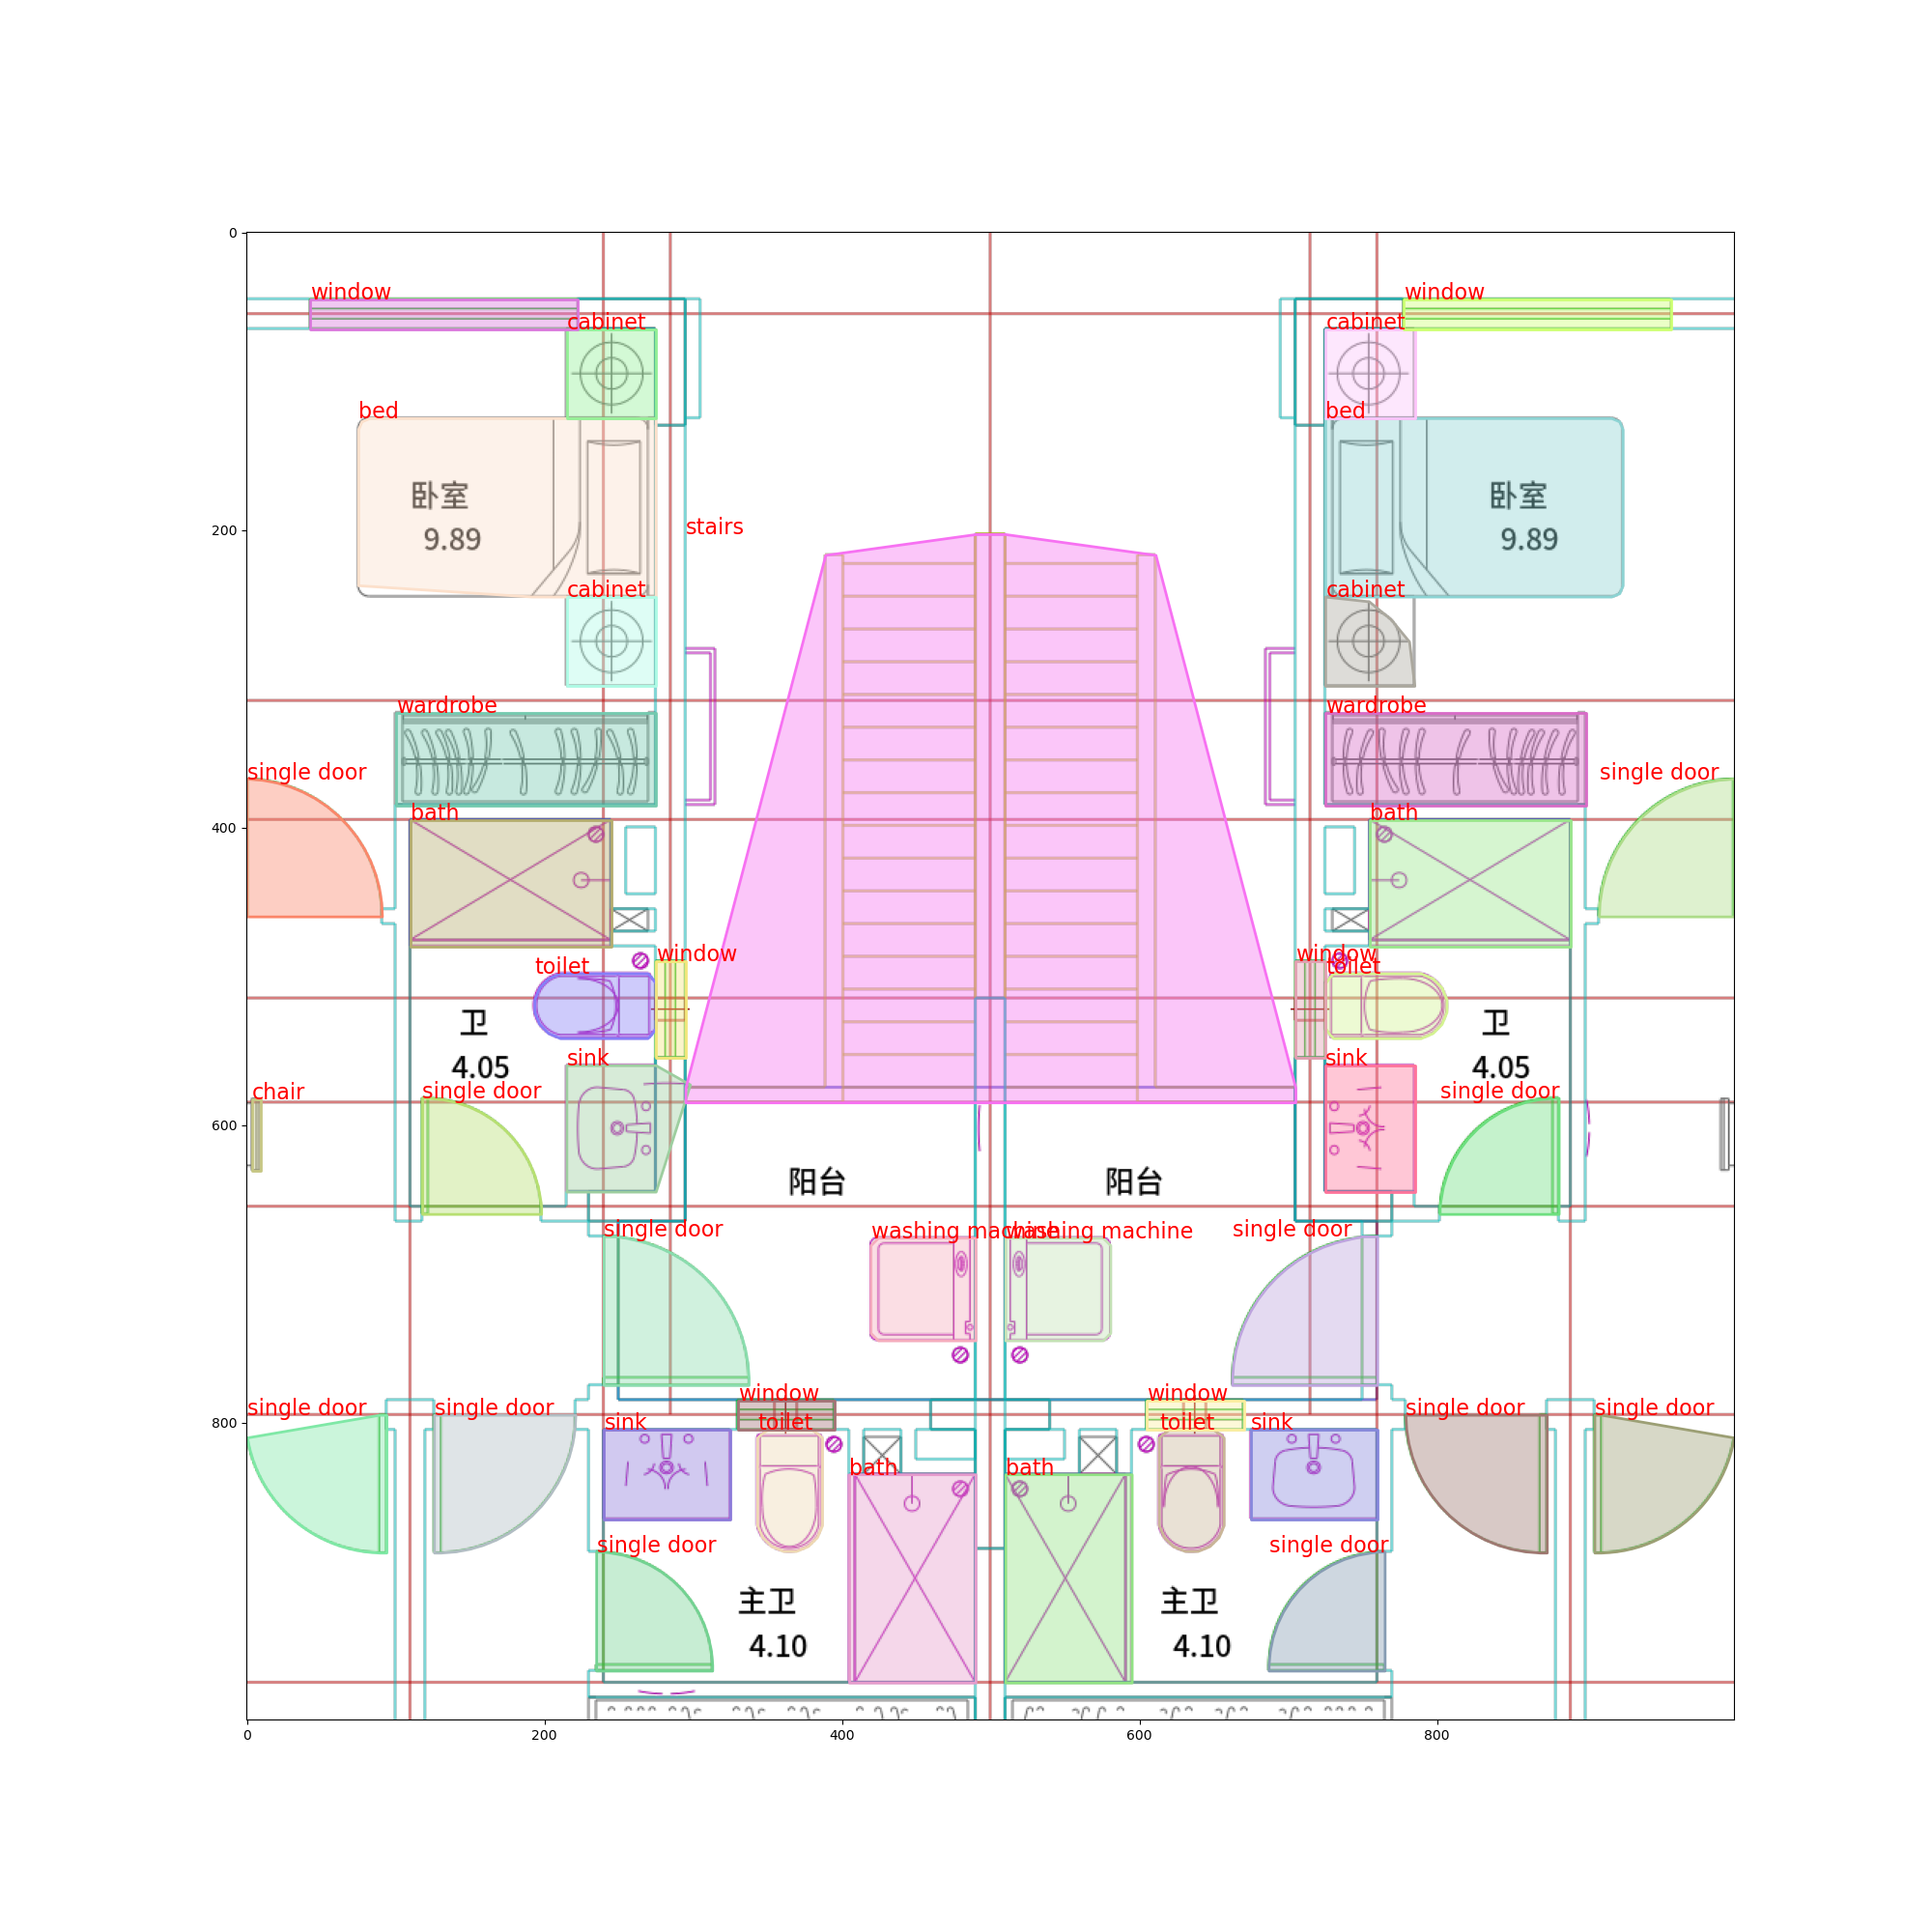 0
window
window
cabinet
cabinet
bed
bed
卧室
9.89
卧室
9.89
200
stairs
cabinet
cabinet
wardrobe
wardrobe
single door
single door
bath
bath
400
window
window
toilet
toilet
卫
4.05
卫
4.05
sink
sink
chair
single door
single door
600
阳台
阳台
single door
washing machine
washing machine
single door
single door
single door
window
window
single door
single door
800
sink
toilet
toilet
sink
bath
bath
single door
single door
主卫
4.10
主卫
4.10
0
200
400
600
800